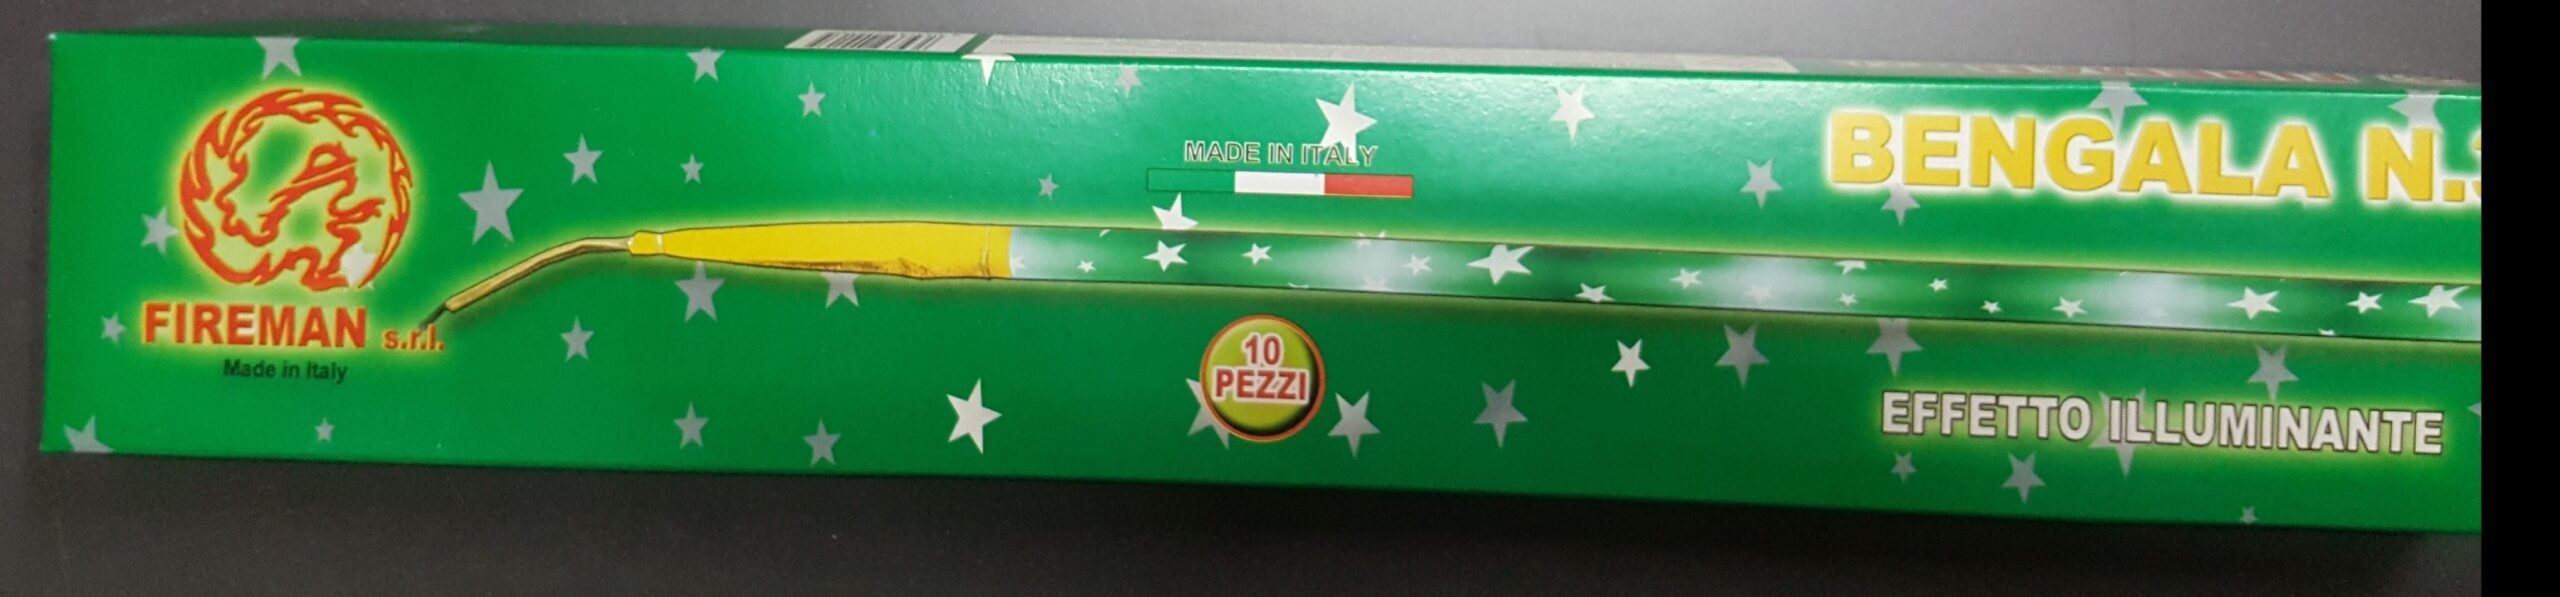 FIREMAN s.r.l.
Made in Italy
MADE IN ITALY
10
PEZZI
BENGALA N.
EFFETTO ILLUMINANTE